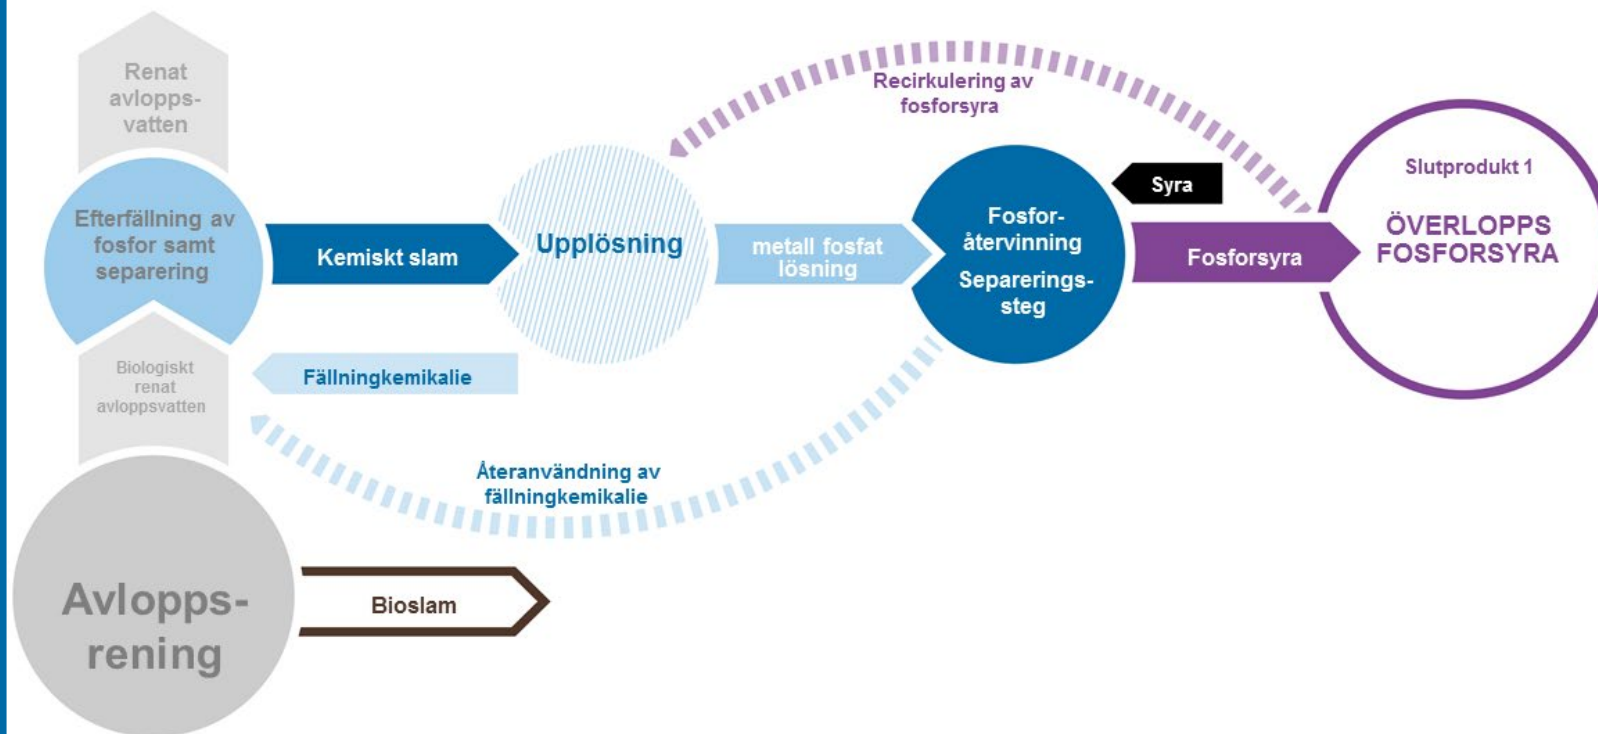 Renat
avlopps-
vatten
Efterfällning av
fosfor samt
separering
Biologiskt
renat
avloppsvatten
Avlopps-
rening
Kemiskt slam
Fällningkemikalie
Återanvändning av
fällningkemikalie
Bioslam
Upplösning
metall fosfat
lösning
Recirkulering av
fosforsyra
Fosfor-
återvinning
Separerings-
steg
Syra
Fosforsyra
Slutprodukt 1
ÖVERLOPPS
FOSFORSYRA